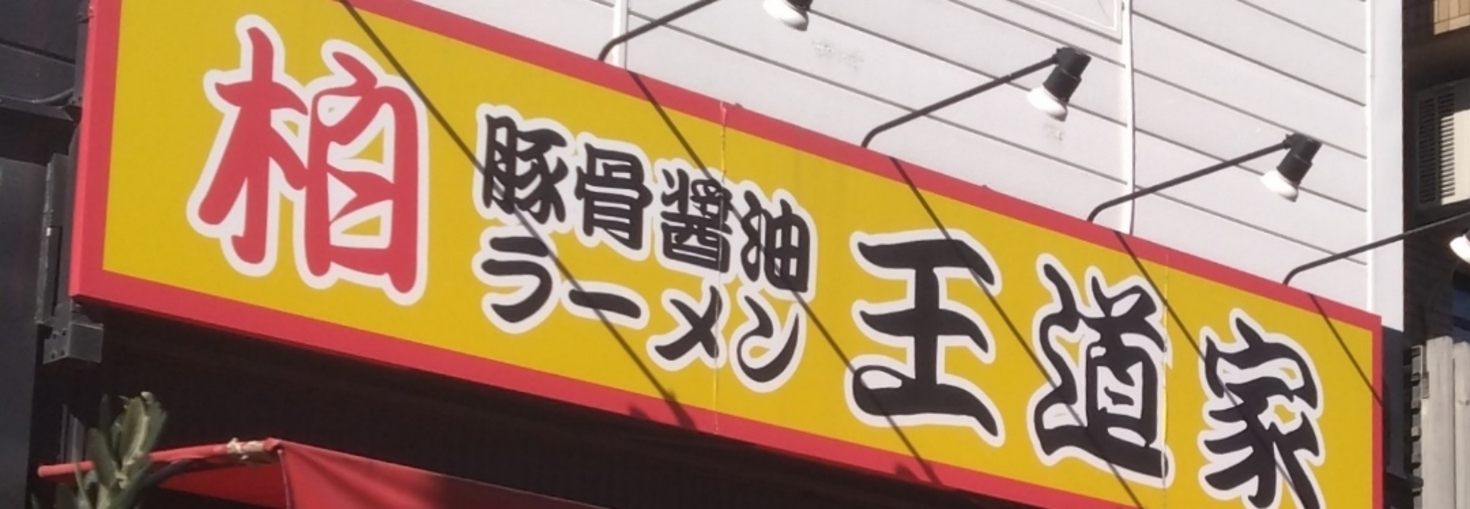 柏
豚骨醤油
ラーメン
王道家